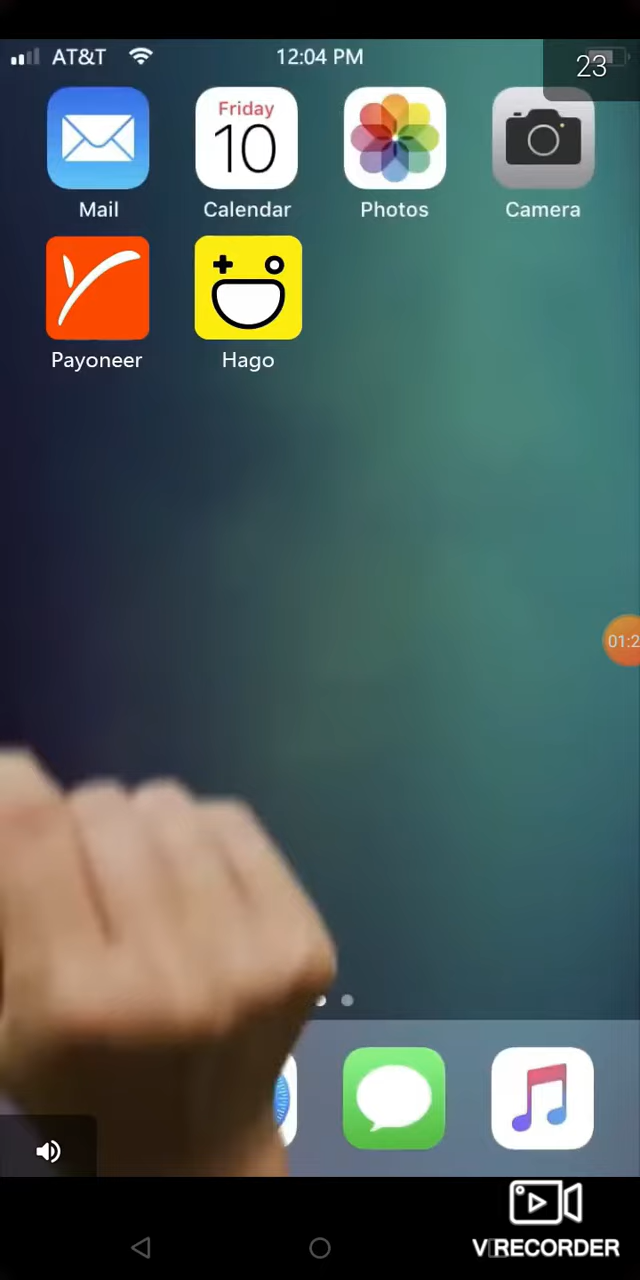 AT&T 12:04 PM
23
Friday
10
Mail Calendar Photos Camera
Payoneer Hago
01:2
VRECORDER